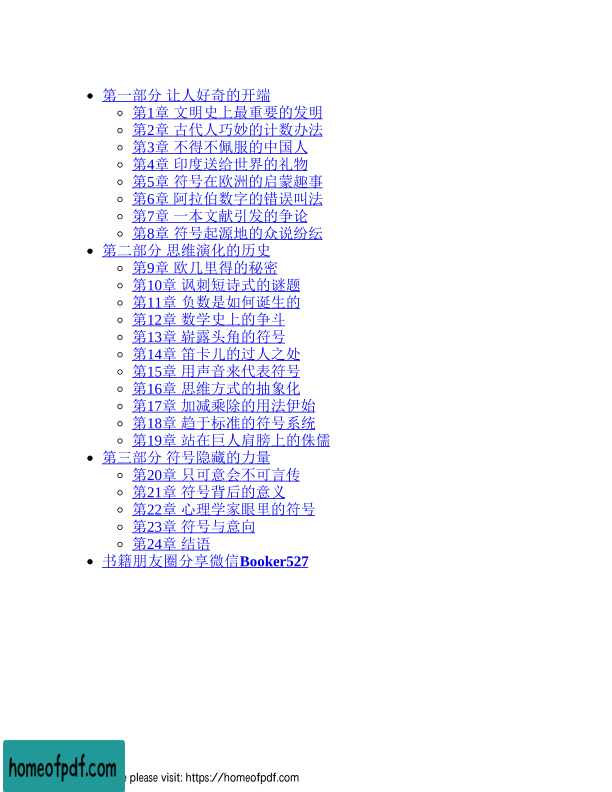 第一部分 让人好奇的开端
第1章 文明史上最重要的发明
第2章 古代人巧妙的计数办法
第3章 不得不佩服的中国人
第4章 印度送给世界的礼物
第5章 符号在欧洲的启蒙趣事
第6章 阿拉伯数字的错误叫法
第7章 一本文献引发的争论
第8章 符号起源地的众说纷纭
第二部分 思维演化的历史
第9章 欧几里得的秘密
第10章 讽刺短诗式的谜题
第11章 负数是如何诞生的
第12章 数学史上的争斗
第13章 崭露头角的符号
第14章 笛卡儿的过人之处
第15章 用声音来代表符号
第16章 思维方式的抽象化
第17章 加减乘除的用法伊始
第18章 趋于标准的符号系统
第19章 站在巨人肩膀上的侏儒
第三部分 符号隐藏的力量
第20章 只可意会不可言传
第21章 符号背后的意义
第22章 心理学家眼里的符号
第23章 符号与意向
第24章 结语
书籍朋友圈分享微信Booker527
homeofpdf.com
please visit: https://homeofpdf.com